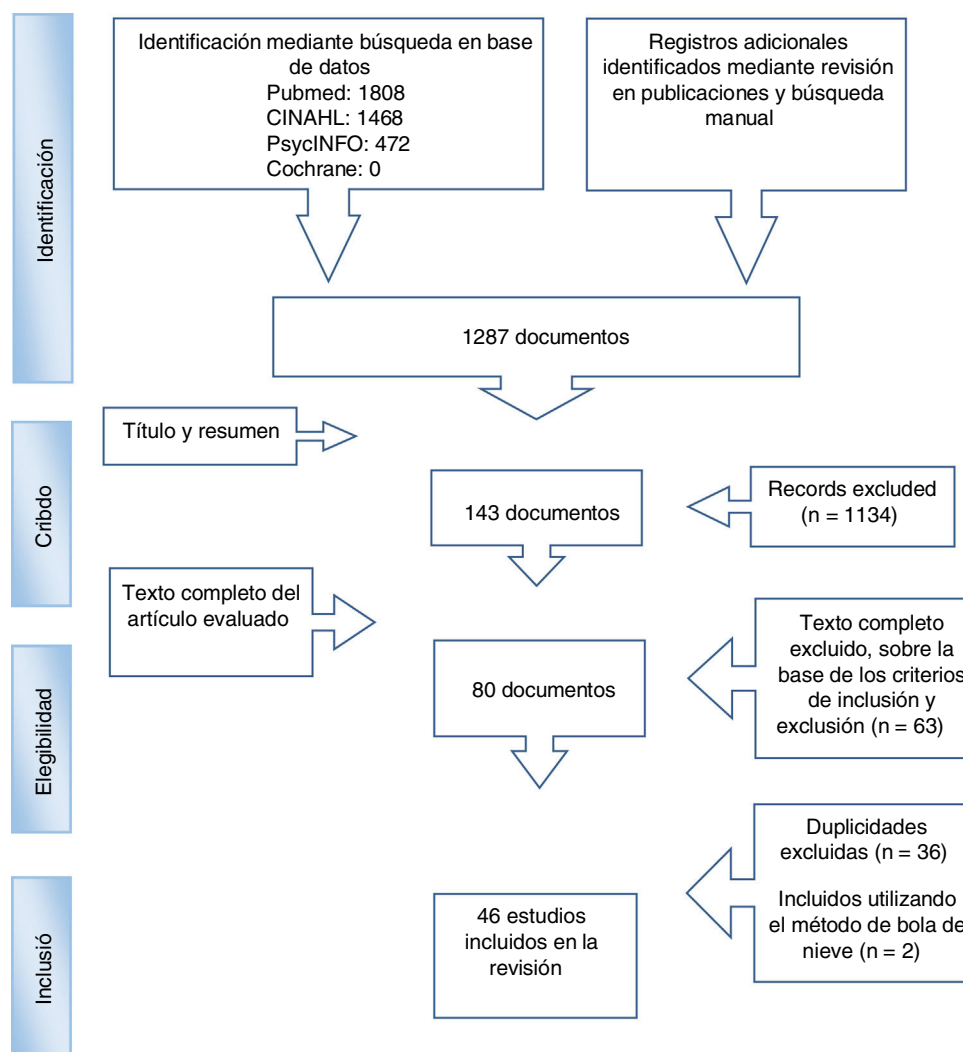 Identificación
Identificación mediante búsqueda en base
de datos
Pubmed: 1808
CINAHL: 1468
PsycINFO: 472
Cochrane: 0
Registros adicionales
identificados mediante revisión
en publicaciones y búsqueda
manual
1287 documentos
Cribdo
Título y resumen
143 documentos
Records excluded
(n = 1134)
Texto completo del
artículo evaluado
Elegibilidad
80 documentos
Texto completo
excluido, sobre la
base de los criterios
de inclusión y
exclusión (n = 63)
Inclusió
46 estudios
incluidos en la
revisión
Duplicidades
excluidas (n = 36)
Incluidos utilizando
el método de bola de
nieve (n = 2)